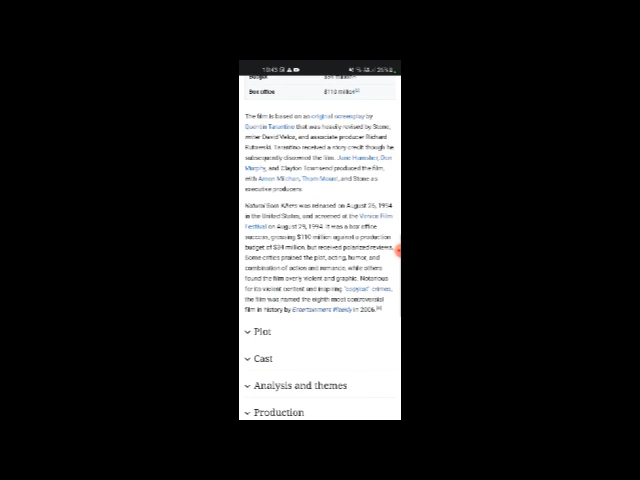 Budget $34 million
Box office $110 million
The film is based on an original screenplay by
Quentin Tarantino that was heavily revised by Stone,
writer David Veloz, and associate producer Richard
Rutowski. Tarantino received a story credit though he
subsequently disowned the film. Jane Hamsher, Don
Murphy, and Clayton Townsend produced the film,
with Arnon Milchan, Thom Mount, and Stone as
executive producers.
Natural Born Killers was released on August 26, 1994
in the United States, and screened at the Venice Film
Festival on August 29, 1994. It was a box office
success, grossing $110 million against a production
budget of $34 million, but received polarized reviews.
Some critics praised the plot, acting, humor, and
combination of action and romance, while others
found the film overly violent and graphic. Notorious
for its violent content and inspiring "copycat" crimes,
the film was named the eighth most controversial
film in history by Entertainment Weekly in 2006.
Plot
Cast
Analysis and themes
Production